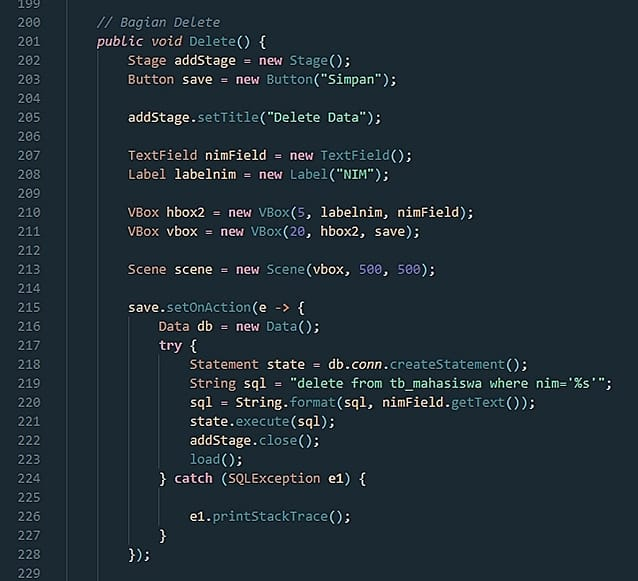 199
200 // Bagian Delete
201 public void Delete() {
202 Stage addStage = new Stage();
203 Button save = new Button("Simpan");
204
205 addStage.setTitle("Delete Data");
206
207 TextField nimField = new TextField();
208 Label labelnim = new Label("NIM");
209
210 VBox hbox2 = new VBox(5, labelnim, nimField);
211 VBox vbox = new VBox(20, hbox2, save);
212
213 Scene scene = new Scene(vbox, 500, 500);
214
215 save.setOnAction(e -> {
216 Data db = new Data();
217 try {
218 Statement state = db.conn.createStatement();
219 String sql = "delete from tb_mahasiswa where nim='%s'";
220 sql = String.format(sql, nimField.getText());
221 state.execute(sql);
222 addStage.close();
223 load();
224 } catch (SQLException e1) {
225
226 e1.printStackTrace();
227 }
228 });
229